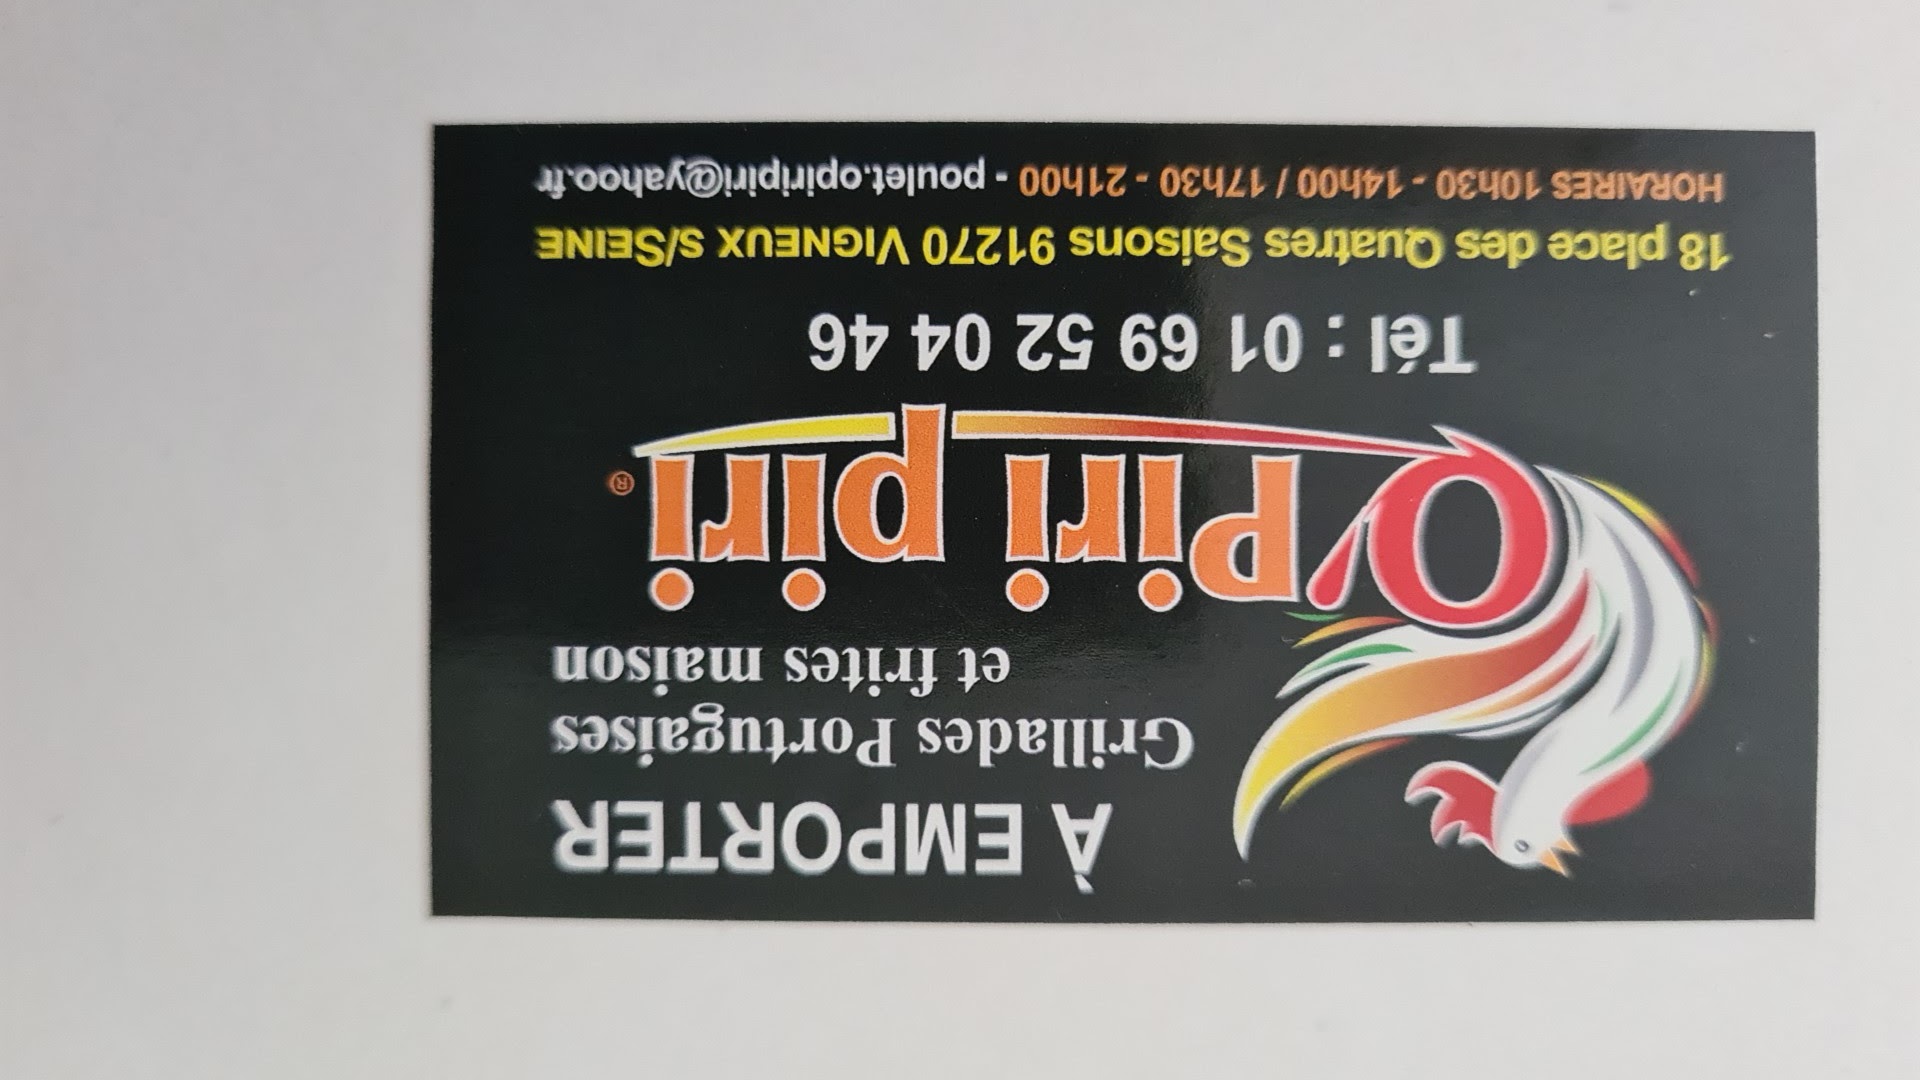 À EMPORTER
Grillades Portugaises
et frites maison
O'Piri piri®
Tél : 01 69 52 04 46
18 place des Quatres Saisons 91270 VIGNEUX S/SEINE
HORAIRES 10h30 - 14h00 / 17h30 - 21h00 - poulet.opiripiri@yahoo.fr